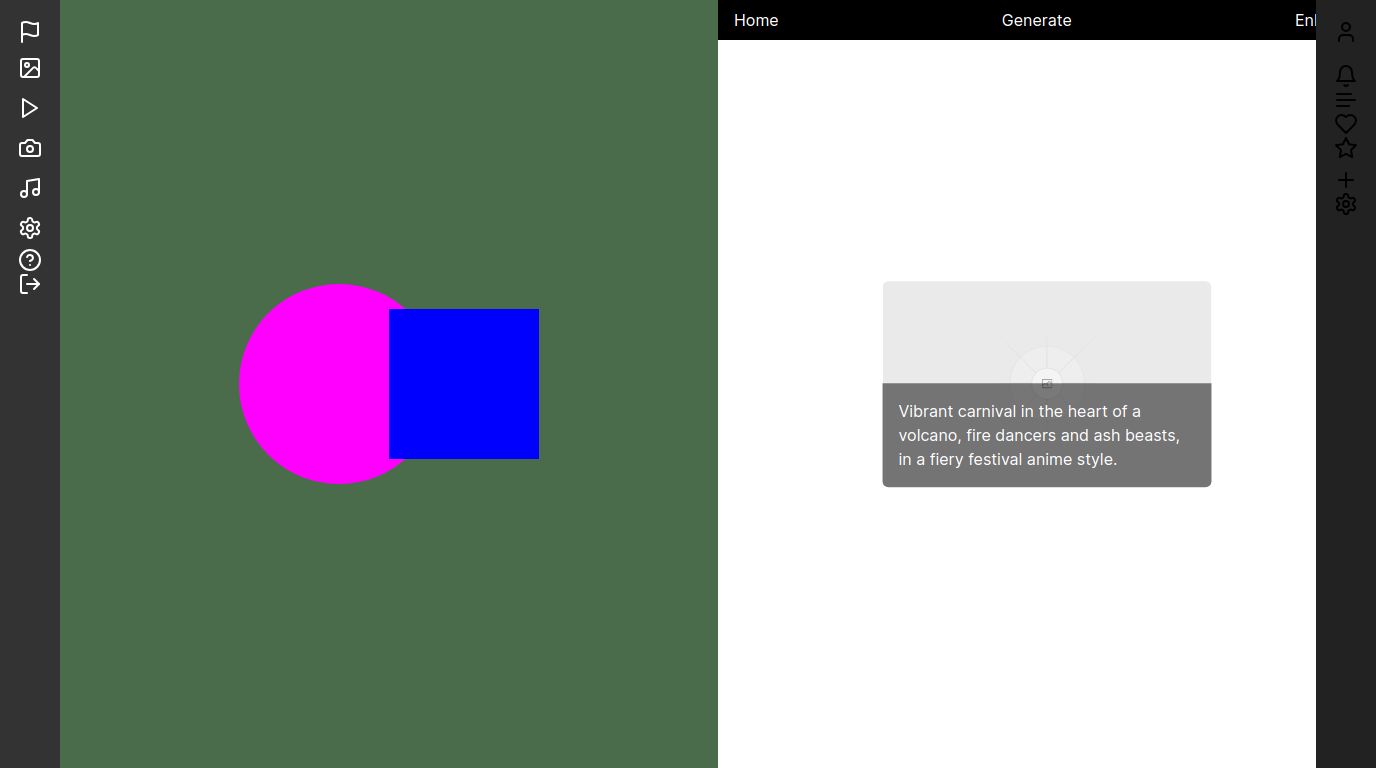 Home
Generate
Vibrant carnival in the heart of a
volcano, fire dancers and ash beasts,
in a fiery festival anime style.